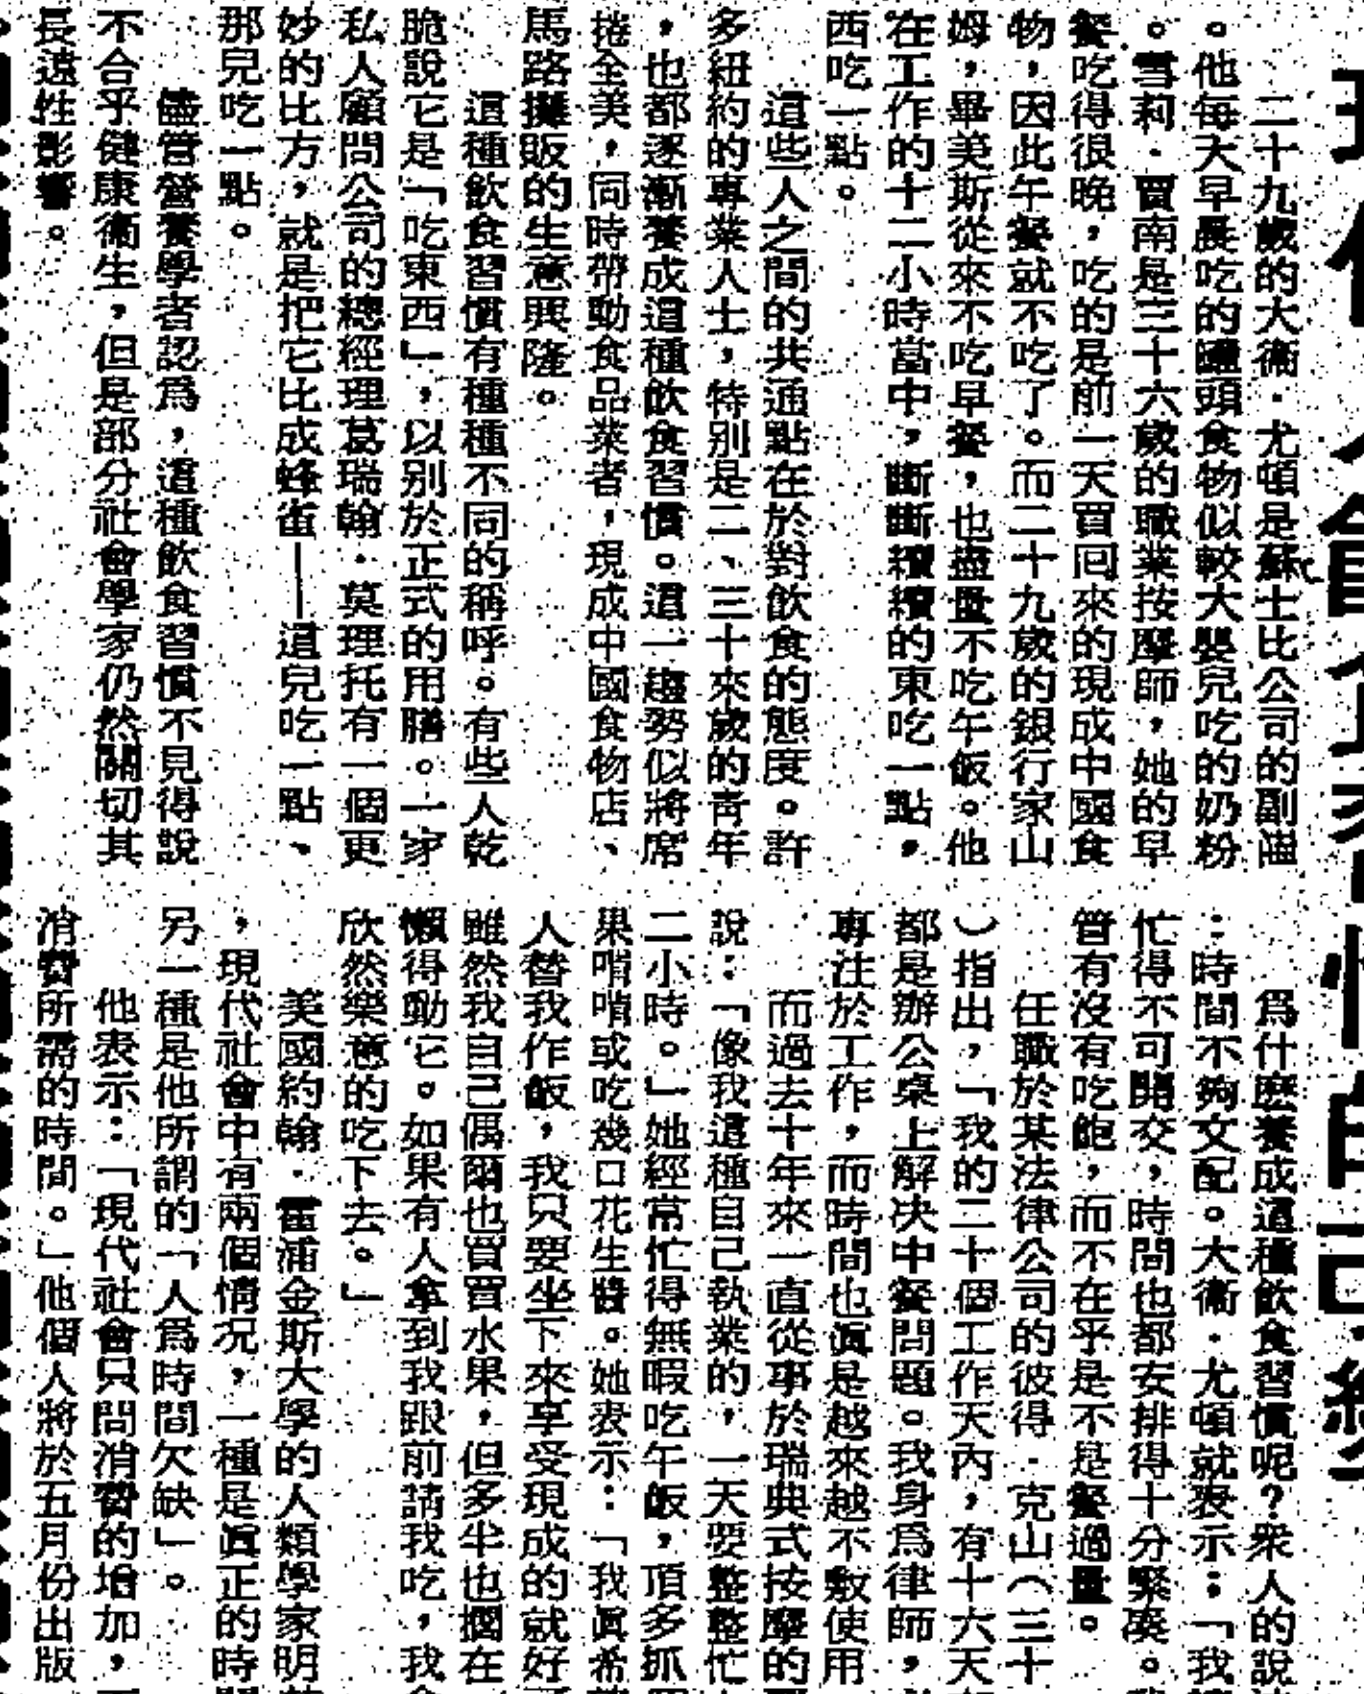 二十九歲的大衞．尤頓是蘇士比公司的副
。他每天早晨吃的罐頭食物似較大嬰兒吃的奶粉
。雪莉．賈南是三十六歲的職業按摩師，她的早
餐吃得很晚，吃的是前一天買回來的現成中國食
物，因此午餐就不吃了。而二十九歲的銀行家山
姆，畢美斯從來不吃早餐，也盡量不吃午飯。他
在工作的十二小時當中，斷斷續續的東吃一點，
西吃一點。
這些人之間的共通點在於對飲食的態度。許
多紐約的專業人士，特別是二、三十來歲的青年
，也都逐漸養成這種飲食習慣。這一趨勢似將席
捲全美，同時帶動食品業者，現成中國食物店、
馬路攤販的生意興隆。
這種飲食習慣有種種不同的稱呼。有些人乾
脆說它是「吃東西」，以別於正式的用膳。一家
私人顧問公司的總經理葛瑞翰．莫理托有一個更
妙的比方，就是把它比成蜂雀——這兒吃一點、
那兒吃一點。
儘管營養學者認爲，這種飲食習慣不見得說
不合乎健康衞生，但是部分社會學家仍然關切其
長遠性影響。
爲什麼養成這種飲食習慣呢？衆人的說
：時間不夠支配。大衞．尤頓就表示：「我
忙得不可開交，時間也都安排得十分緊湊。
管有沒有吃飽，而不在乎是不是餐過量。
任職於某法律公司的彼得．克山（三十
）指出，「我的二十個工作天內，有十六天
都是辦公桌上解決中餐問題。我身爲律師，
專注於工作，而時間也眞是越來越不敷使用
而過去十年來一直從事於瑞典式按摩的
說：「像我這種自己執業的，一天要整整忙
二小時。」她經常忙得無暇吃午飯，頂多抓
果啃啃或吃幾口花生醬。她表示：「我眞希
人替我作飯，我只要坐下來享受現成的就好
雖然我自己偶爾也買買水果，但多半也擱在
懶得動它。如果有人拿到我跟前請我吃，我
欣然樂意的吃下去。」
美國約翰．霍浦金斯大學的人類學家明
，現代社會中有兩個情况，一種是眞正的時
另一種是他所謂的「人爲時間欠缺」。
他表示：「現代社會只問消費的增加，
消費所需的時間。」他個人將於五月份出版